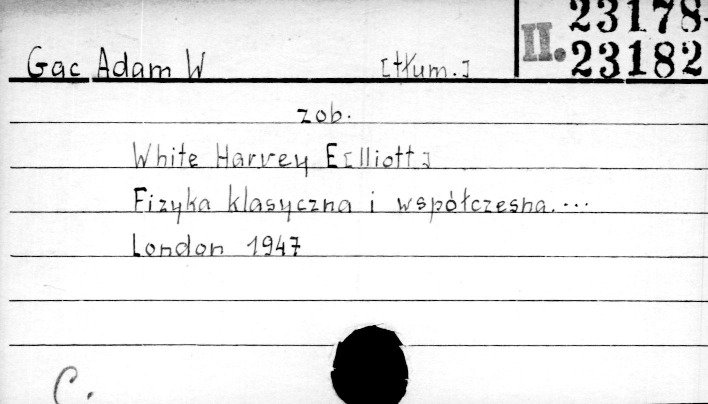 23178-
II. 23182
Gac Adam W [tłum.]
zob.
White Harvey E[lliott]
Fizyka klasyczna i współczesna....
London 1947
C.